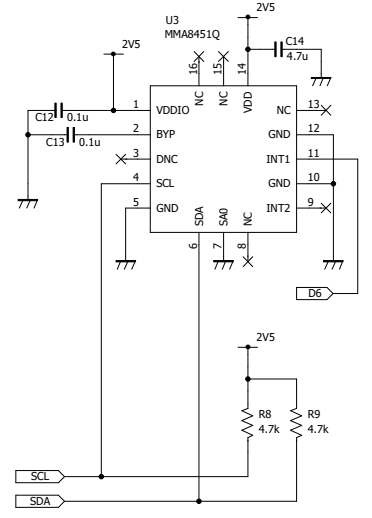 U3
MMA8451Q
2V5
2V5
C14
4.7u
16
15
14
NC
NC
VDD
C12
0.1u
1
VDDIO
NC
13
C13
0.1u
2
BYP
GND
12
3
DNC
INT1
11
4
SCL
GND
10
5
GND
INT2
9
SDA
SA0
NC
6
7
8
D6
2V5
R8
4.7k
R9
4.7k
SCL
SDA